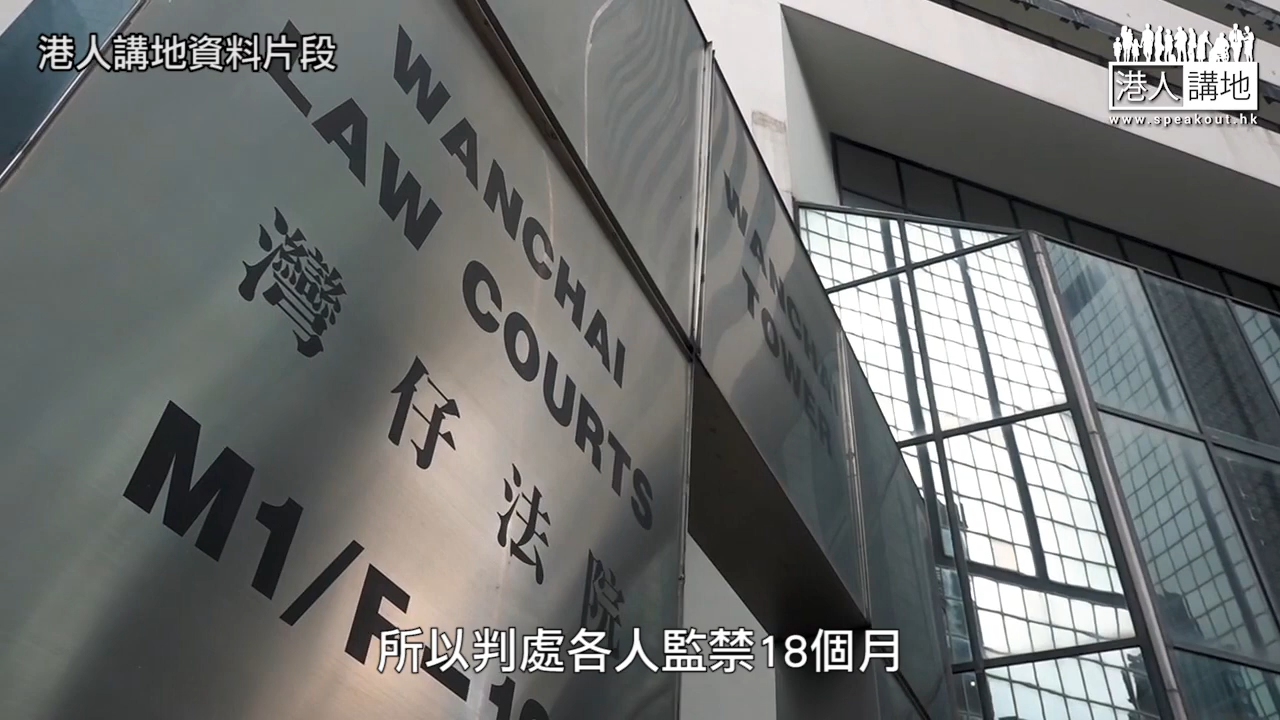 港人講地資料片段
港人講地
www.speakout.hk
WANCHAI
LAW COURTS
灣仔法院
WANCHAI
TOWER
所以判處各人監禁18個月